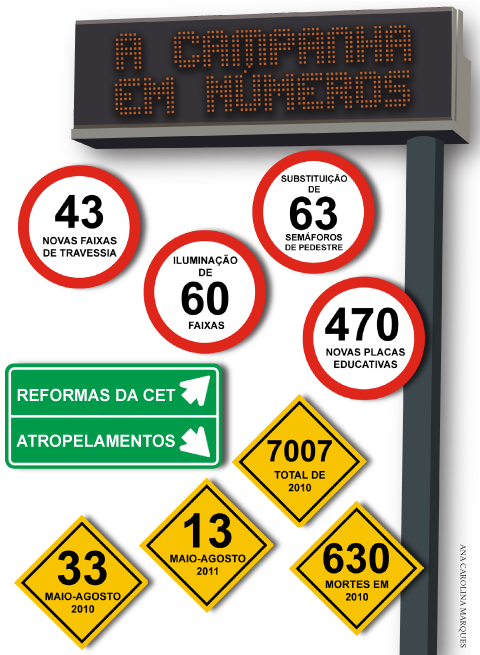 A CAMPANHA
EM NÚMEROS
43
NOVAS FAIXAS
DE TRAVESSIA
SUBSTITUIÇÃO
DE
63
SEMÁFOROS
DE PEDESTRE
ILUMINAÇÃO
DE
60
FAIXAS
470
NOVAS PLACAS
EDUCATIVAS
REFORMAS DA CET
ATROPELAMENTOS
7007
TOTAL DE
2010
13
MAIO-AGOSTO
2011
33
MAIO-AGOSTO
2010
630
MORTES EM
2010
ANA CAROLINA MARQUES